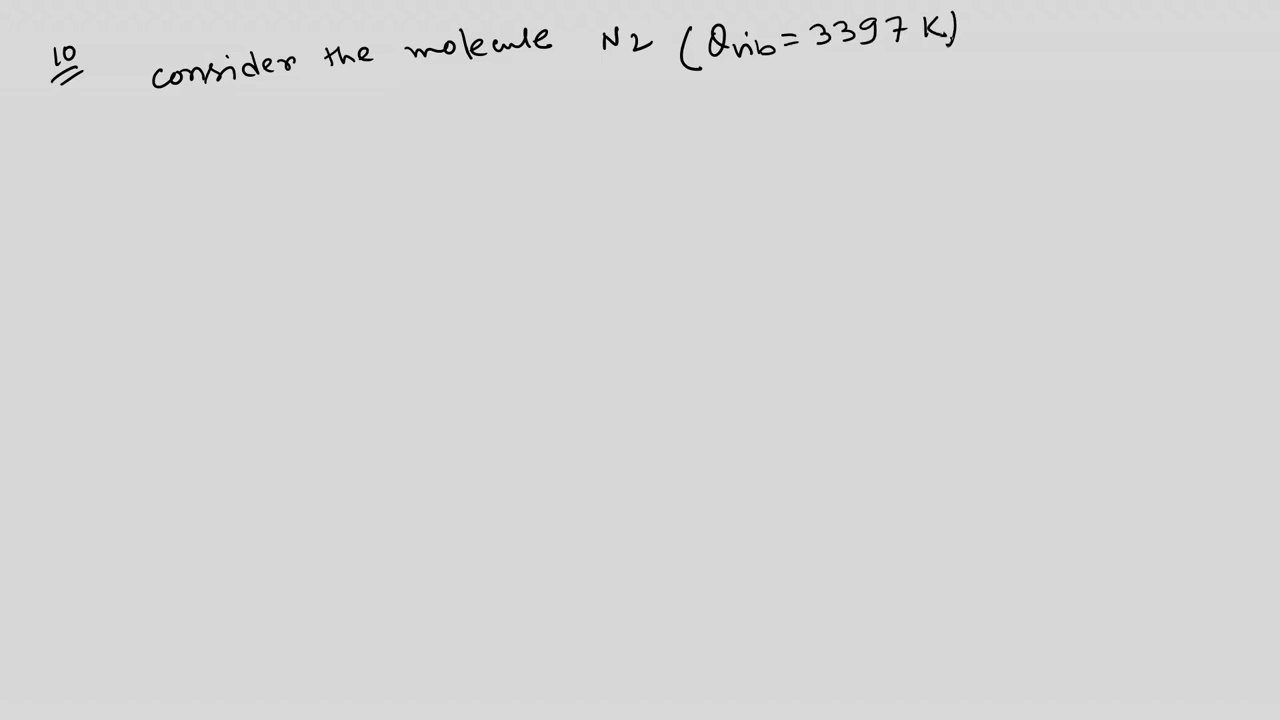 10 consider the molecule N2 (θvib = 3397 K)